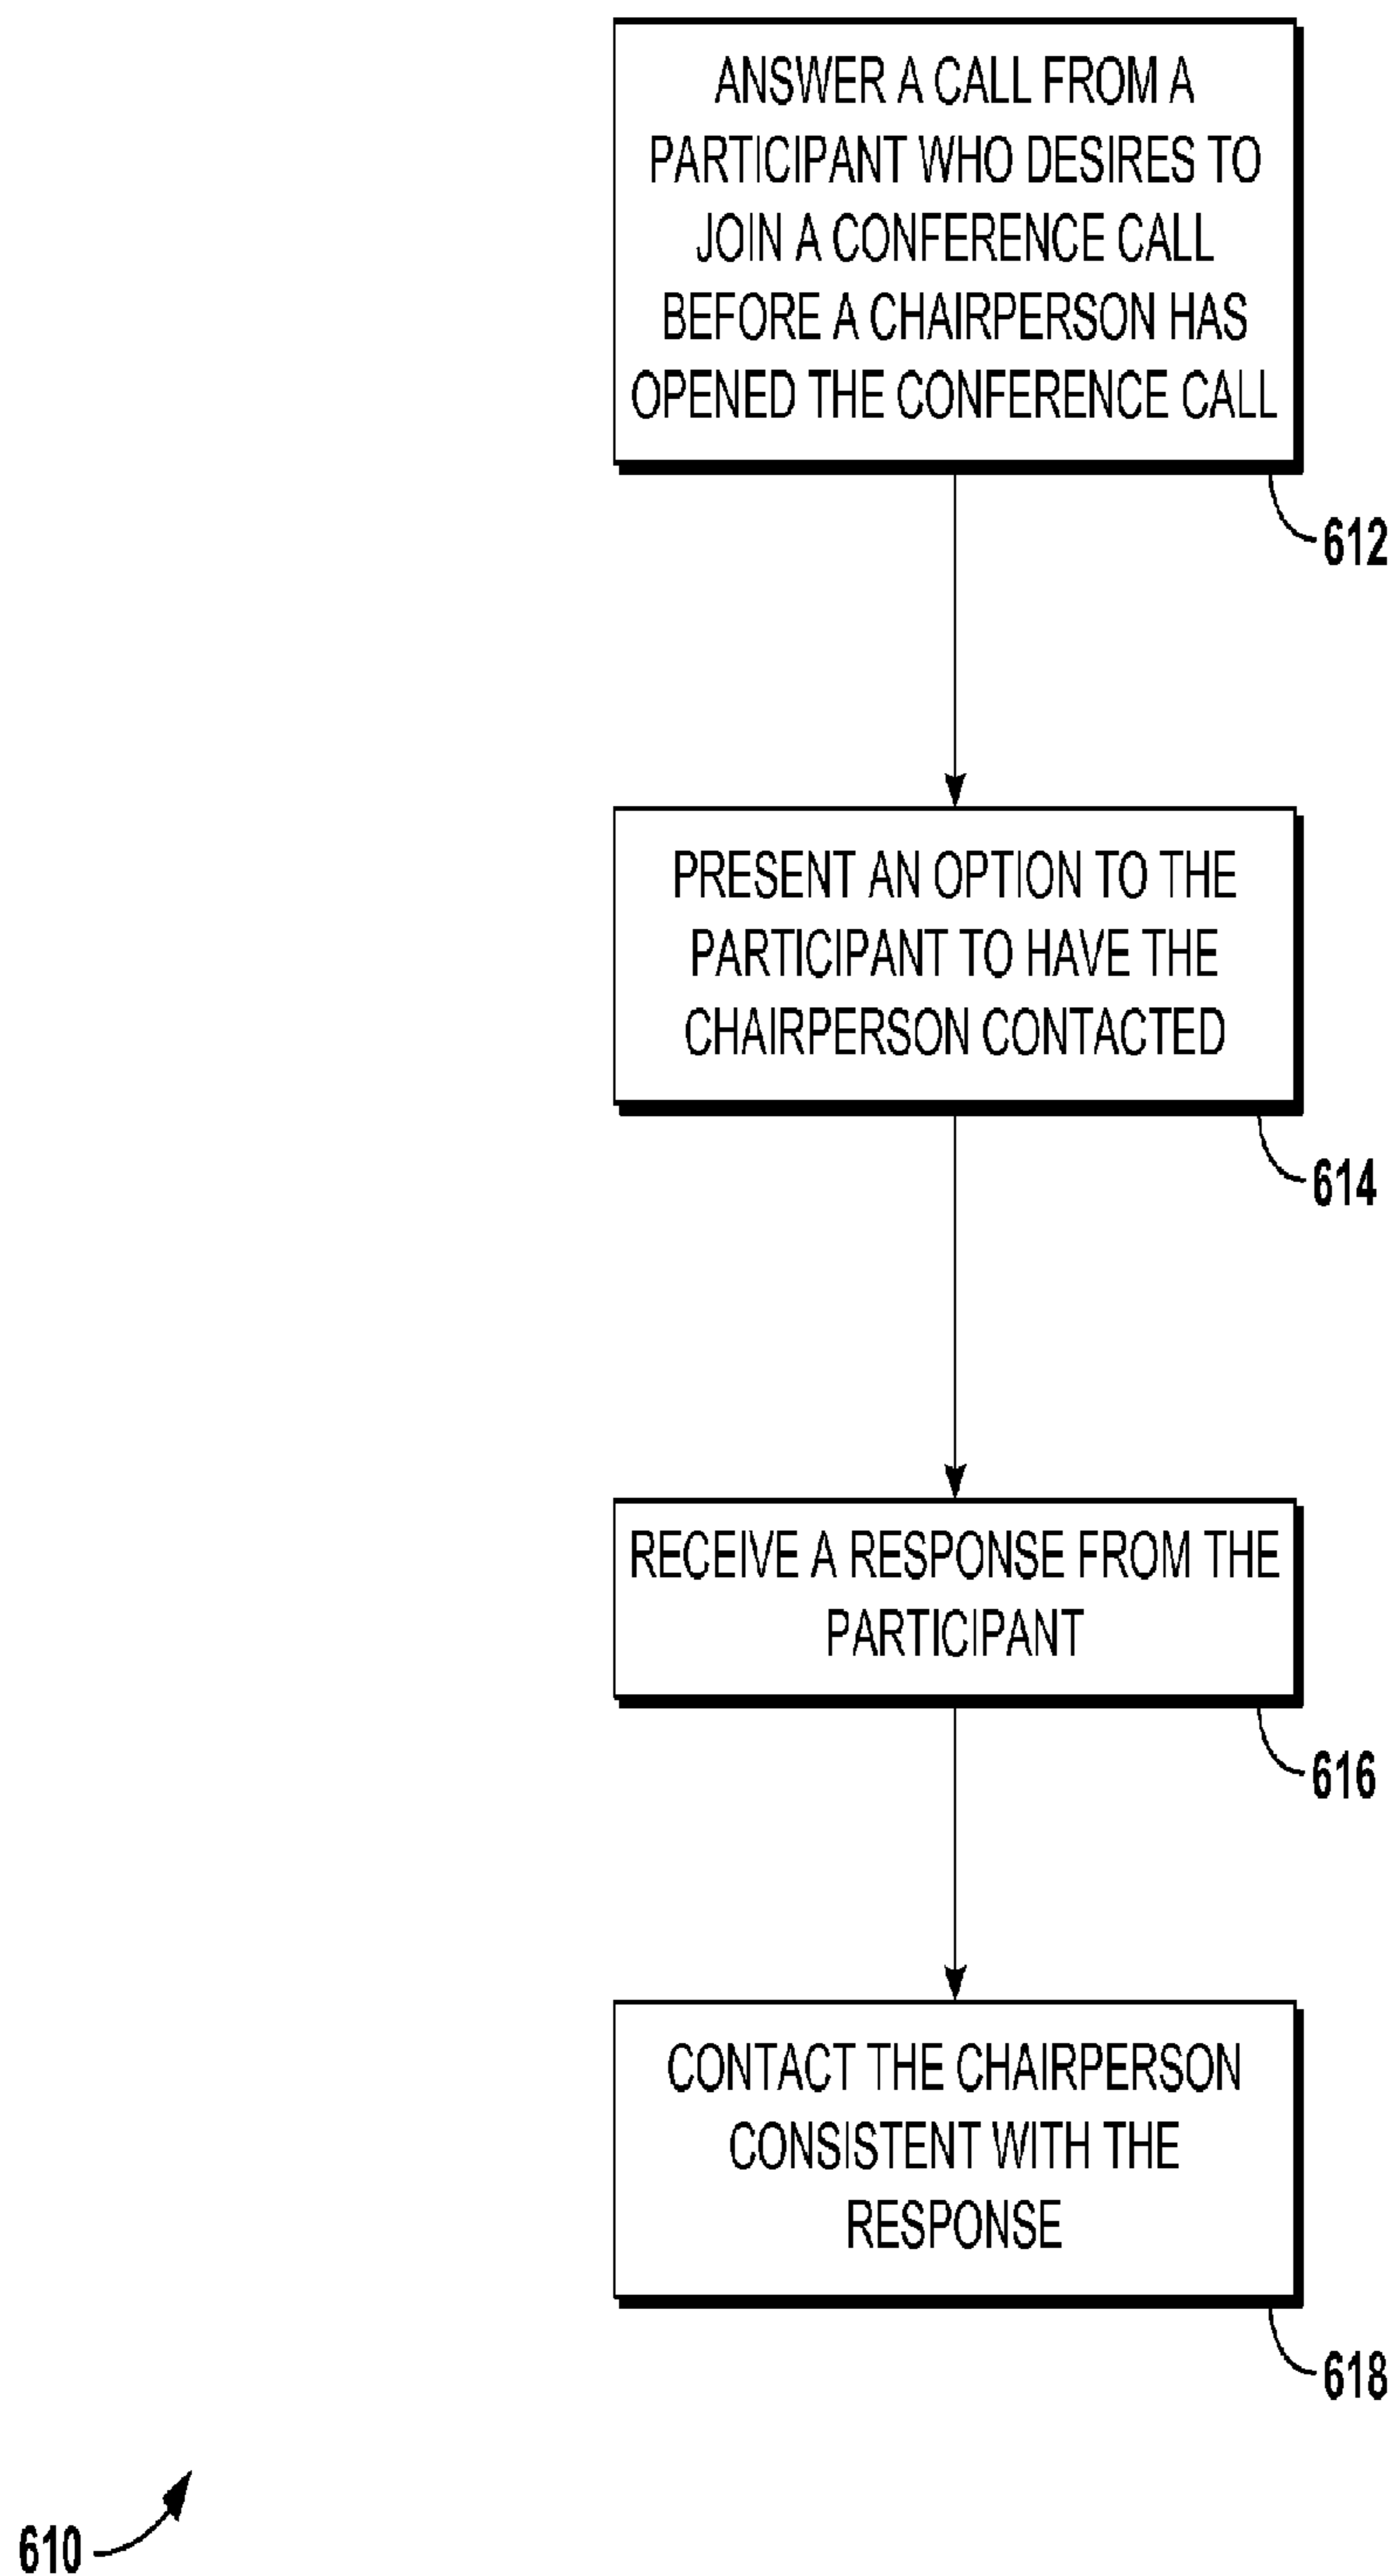 ANSWER A CALL FROM A
PARTICIPANT WHO DESIRES TO
JOIN A CONFERENCE CALL
BEFORE A CHAIRPERSON HAS
OPENED THE CONFERENCE CALL
612
PRESENT AN OPTION TO THE
PARTICIPANT TO HAVE THE
CHAIRPERSON CONTACTED
614
RECEIVE A RESPONSE FROM THE
PARTICIPANT
616
CONTACT THE CHAIRPERSON
CONSISTENT WITH THE
RESPONSE
618
610